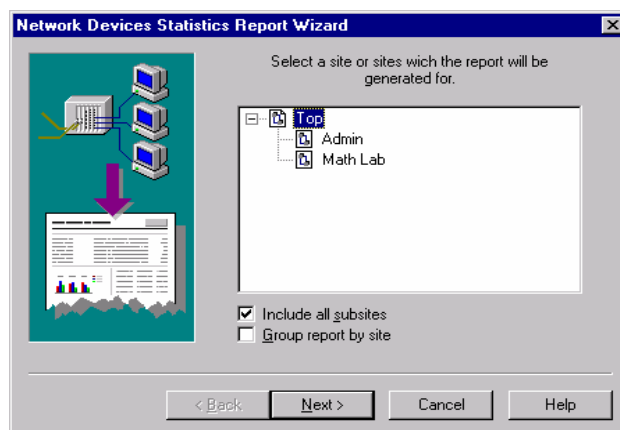 Network Devices Statistics Report Wizard
Select a site or sites wich the report will be
generated for.
Top
Admin
Math Lab
Include all subsites
Group report by site
< Back
Next >
Cancel
Help